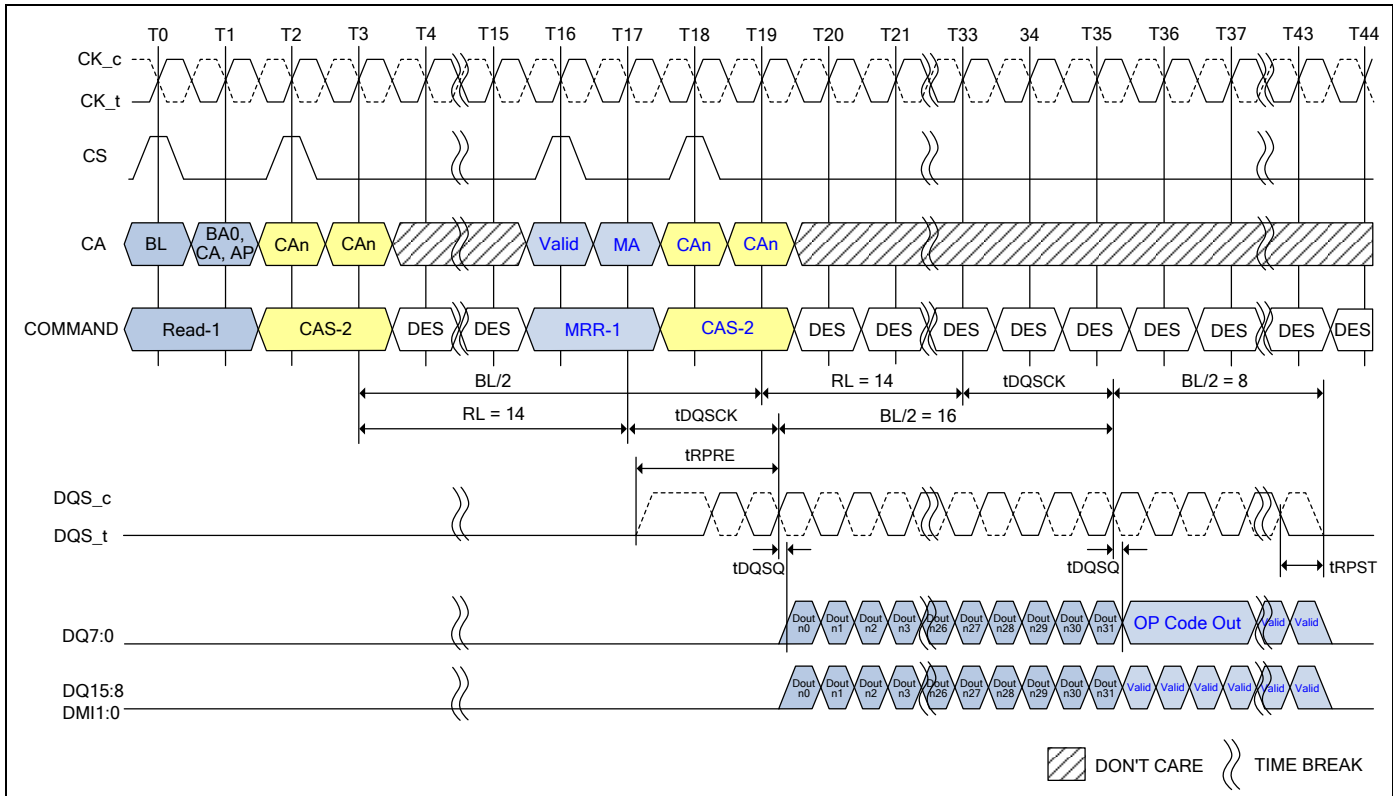 T0 T1 T2 T3 T4 T15 T16 T17 T18 T19 T20 T21 T33 34 T35 T36 T37 T43 T44
CK_c
CK_t
CS
CA BL BA0, CA, AP CAn CAn Valid MA CAn CAn
COMMAND Read-1 CAS-2 DES DES MRR-1 CAS-2 DES DES DES DES DES DES DES DES DES
BL/2 RL = 14 tDQSCK BL/2 = 8
RL = 14 tDQSCK BL/2 = 16
tRPRE
DQS_c
DQS_t
tDQSQ tDQSQ tRPST
DQ7:0 Dout n0 Dout n1 Dout n2 Dout n3 Dout n26 Dout n27 Dout n28 Dout n29 Dout n30 Dout n31 OP Code Out Valid Valid
DQ15:8
DMI1:0 Dout n0 Dout n1 Dout n2 Dout n3 Dout n26 Dout n27 Dout n28 Dout n29 Dout n30 Dout n31 Valid Valid Valid Valid Valid Valid
DON'T CARE TIME BREAK